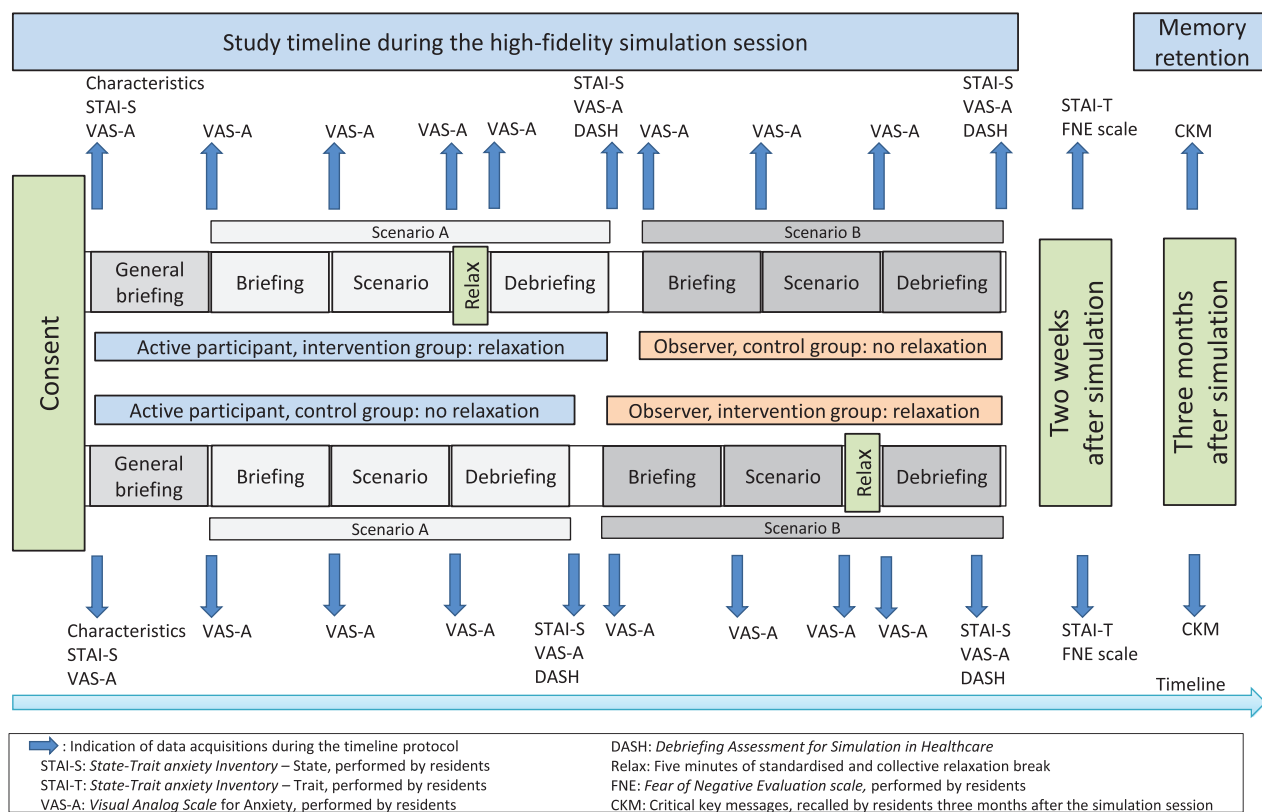 Study timeline during the high-fidelity simulation session
Memory
retention
Characteristics
STAI-S
VAS-A
VAS-A
VAS-A
VAS-A
VAS-A
STAI-S
VAS-A
DASH
VAS-A
VAS-A
VAS-A
STAI-S
VAS-A
DASH
STAI-T
FNE scale
CKM
Consent
Scenario A
Scenario B
General
briefing
Briefing
Scenario
Relax
Debriefing
Briefing
Scenario
Debriefing
Active participant, intervention group: relaxation
Observer, control group: no relaxation
Active participant, control group: no relaxation
Observer, intervention group: relaxation
General
briefing
Briefing
Scenario
Debriefing
Briefing
Scenario
Relax
Debriefing
Scenario A
Scenario B
Two weeks
after simulation
Three months
after simulation
Characteristics
STAI-S
VAS-A
VAS-A
VAS-A
VAS-A
STAI-S
VAS-A
DASH
VAS-A
VAS-A
VAS-A
VAS-A
STAI-S
VAS-A
DASH
STAI-T
FNE scale
CKM
Timeline
: Indication of data acquisitions during the timeline protocol
STAI-S: State-Trait anxiety Inventory – State, performed by residents
STAI-T: State-Trait anxiety Inventory – Trait, performed by residents
VAS-A: Visual Analog Scale for Anxiety, performed by residents
DASH: Debriefing Assessment for Simulation in Healthcare
Relax: Five minutes of standardised and collective relaxation break
FNE: Fear of Negative Evaluation scale, performed by residents
CKM: Critical key messages, recalled by residents three months after the simulation session